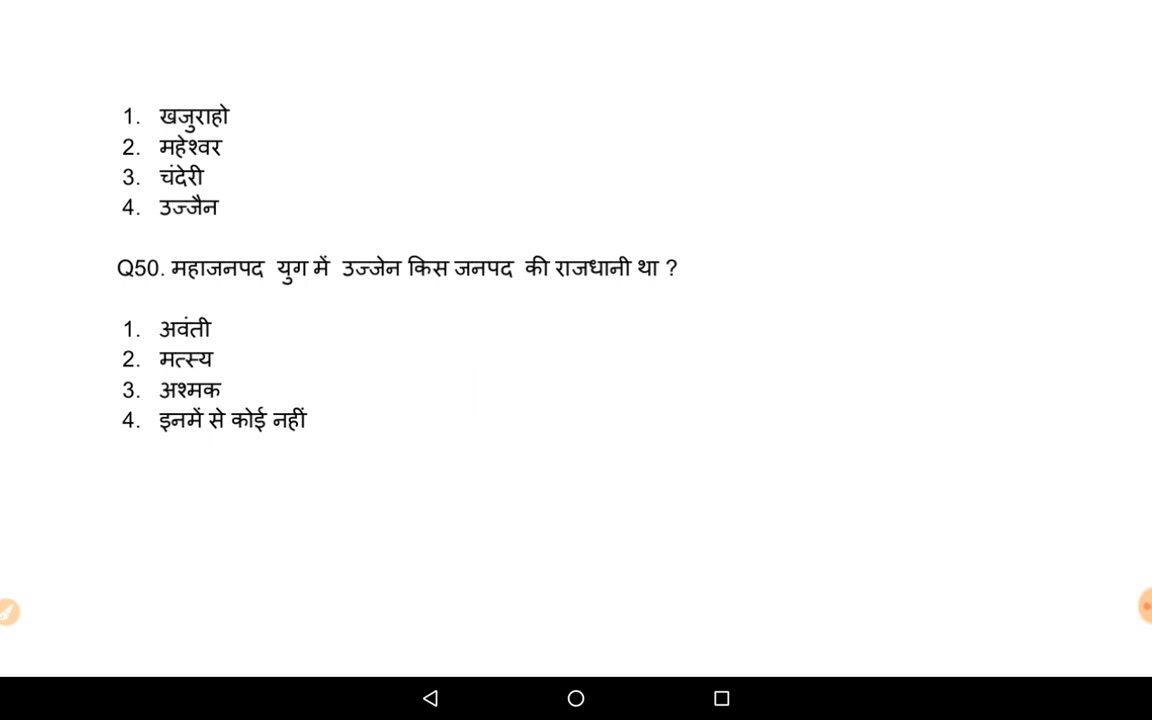 1. खजुराहो
2. महेश्वर
3. चंदेरी
4. उज्जैन
Q50. महाजनपद युग में उज्जेन किस जनपद की राजधानी था ?
1. अवंती
2. मत्स्य
3. अश्मक
4. इनमें से कोई नहीं